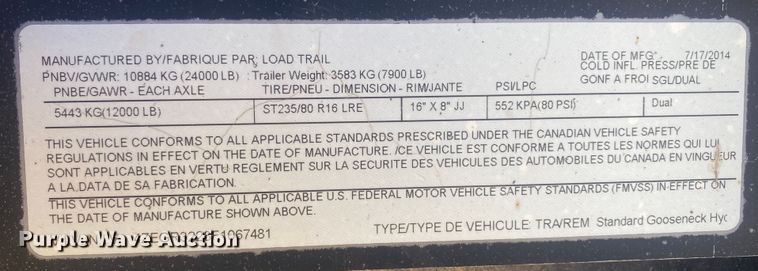 MANUFACTURED BY/FABRIQUE PAR: LOAD TRAIL
DATE OF MFG: 7/17/2014
PNBV/GVWR: 10884 KG (24000 LB) Trailer Weight: 3583 KG (7900 LB)
COLD INFL. PRESS/PRE DE
PNBE/GAWR - EACH AXLE TIRE/PNEU - DIMENSION - RIM/JANTE PSI/LPC GONF A FROI SGL/DUAL
5443 KG(12000 LB) ST235/80 R16 LRE 16" X 8" JJ 552 KPA(80 PSI) Dual
THIS VEHICLE CONFORMS TO ALL APPLICABLE STANDARDS PRESCRIBED UNDER THE CANADIAN VEHICLE SAFETY
REGULATIONS IN EFFECT ON THE DATE OF MANUFACTURE. /CE VEHICLE EST CONFORME A TOUTES LES NORMES QUI LUI
SONT APPLICABLES EN VERTU REGLEMENT SUR LA SECURITE DES VEHICULES DES AUTOMOBILES DU CANADA EN VINGUEUR
A LA DATA DE SA FABRICATION.
THIS VEHICLE CONFORMS TO ALL APPLICABLE U.S. FEDERAL MOTOR VEHICLE SAFETY STANDARDS (FMVSS) IN EFFECT ON
THE DATE OF MANUFACTURE SHOWN ABOVE.
TYPE/TYPE DE VEHICULE: TRA/REM Standard Gooseneck Hyd
Purple Wave Auction